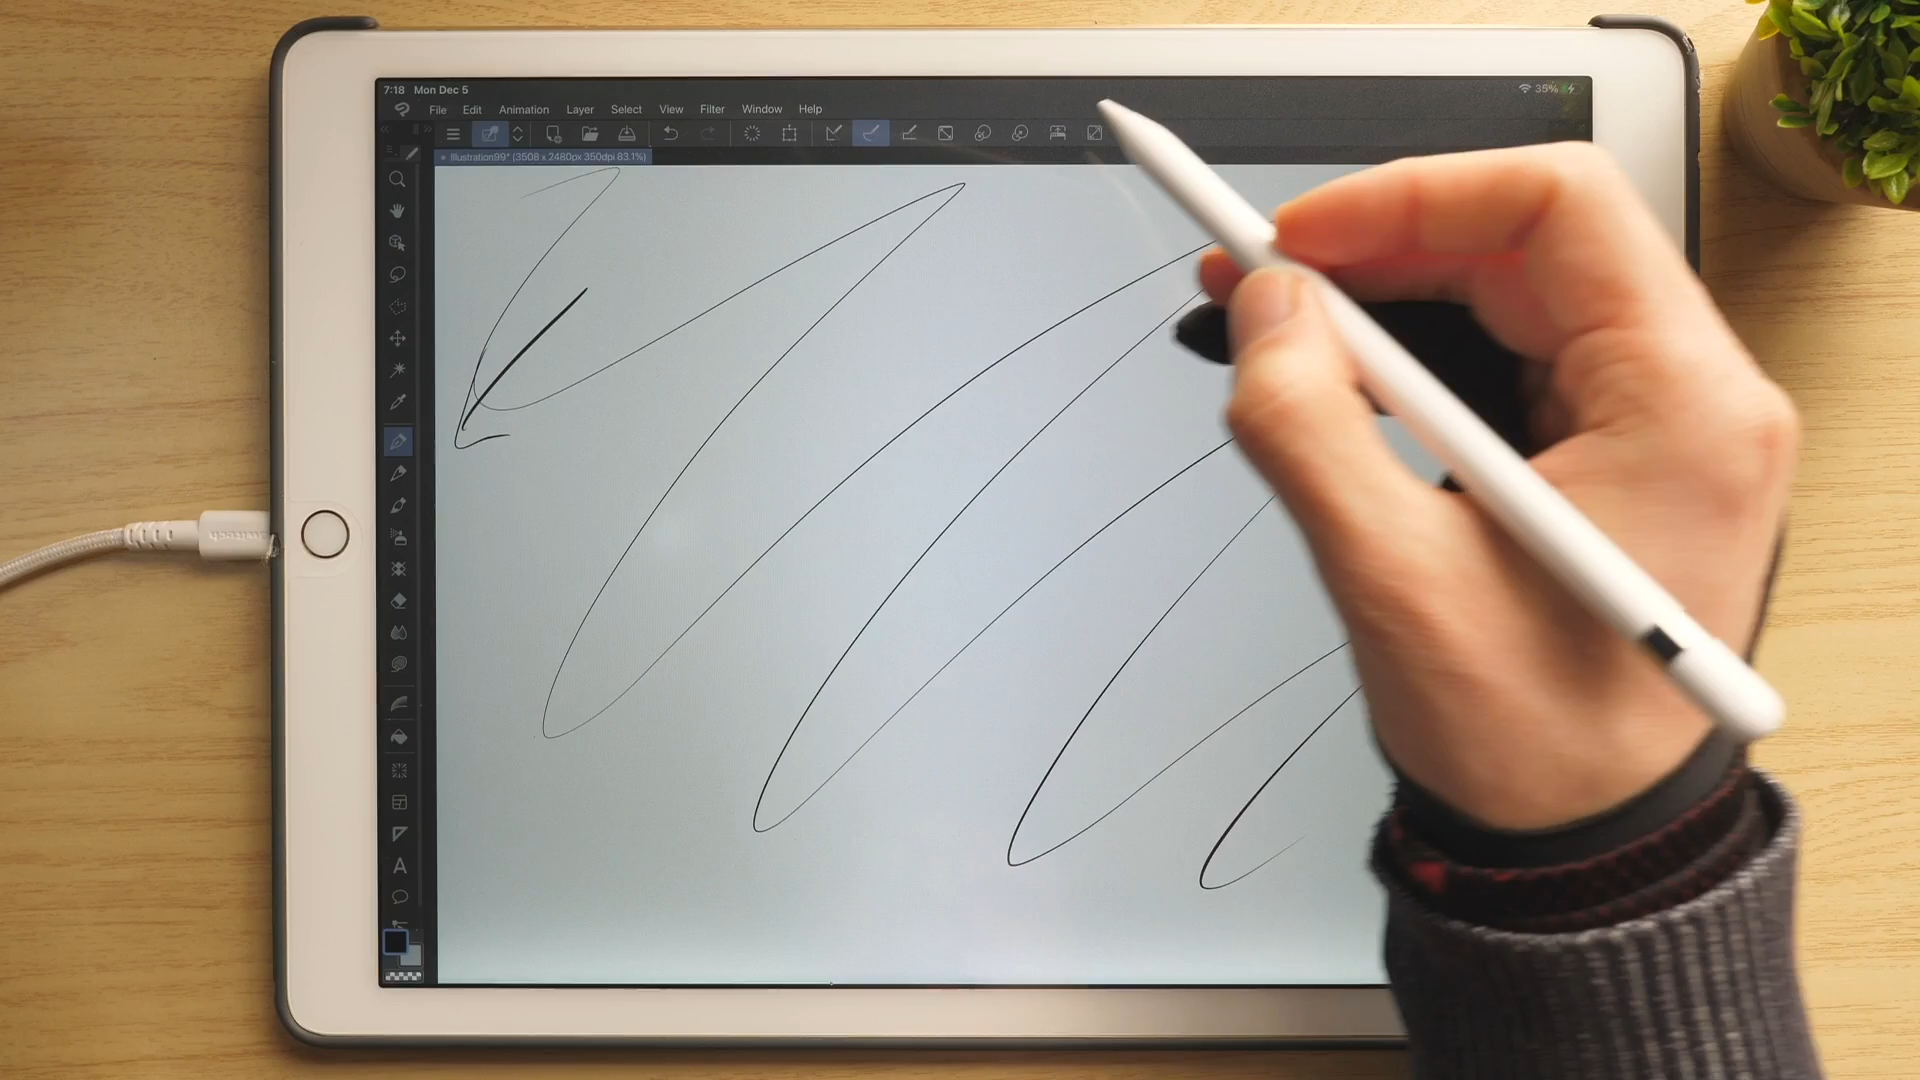 7:18 Mon Dec 5 35%
File Edit Animation Layer Select View Filter Window Help
Illustration99* (3508 x 2480px 350dpi 83.1%)
A